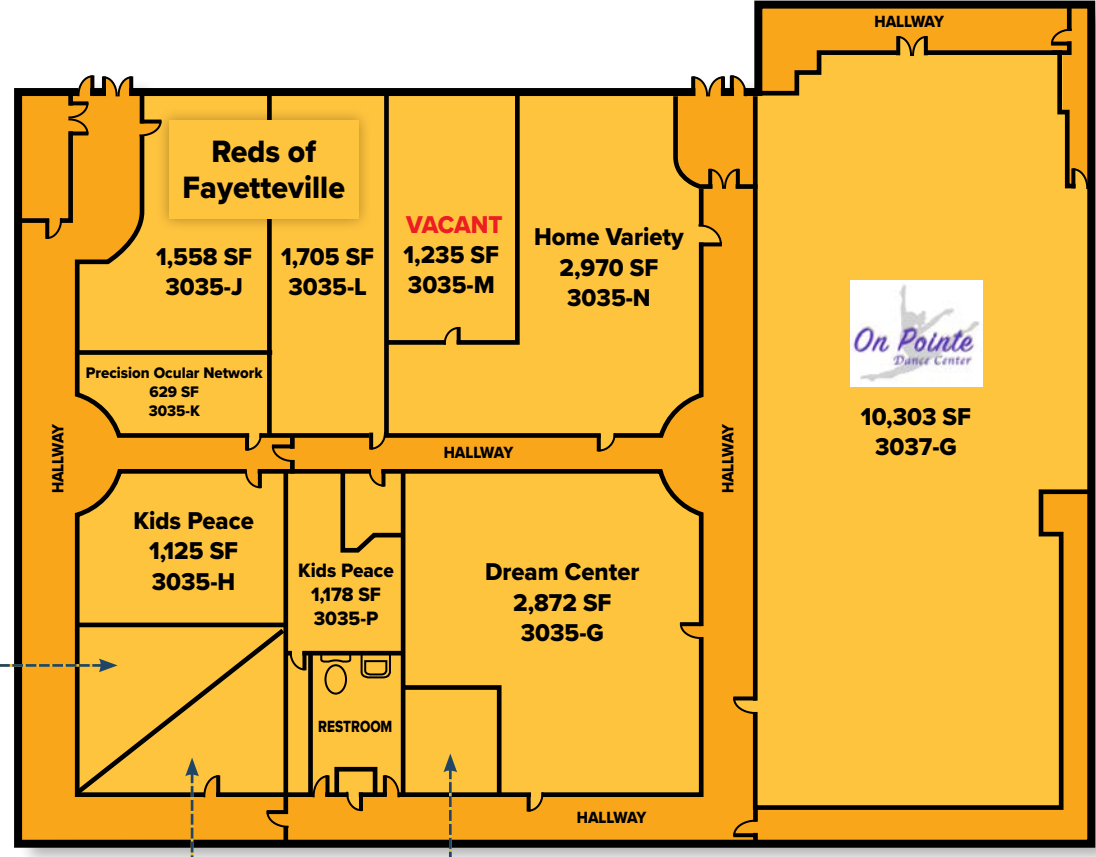 HALLWAY
Reds of
Fayetteville
1,558 SF
3035-J
1,705 SF
3035-L
VACANT
1,235 SF
3035-M
Home Variety
2,970 SF
3035-N
On Pointe
Dance Center
10,303 SF
3037-G
Precision Ocular Network
629 SF
3035-K
HALLWAY
HALLWAY
HALLWAY
Kids Peace
1,125 SF
3035-H
Kids Peace
1,178 SF
3035-P
Dream Center
2,872 SF
3035-G
RESTROOM
HALLWAY